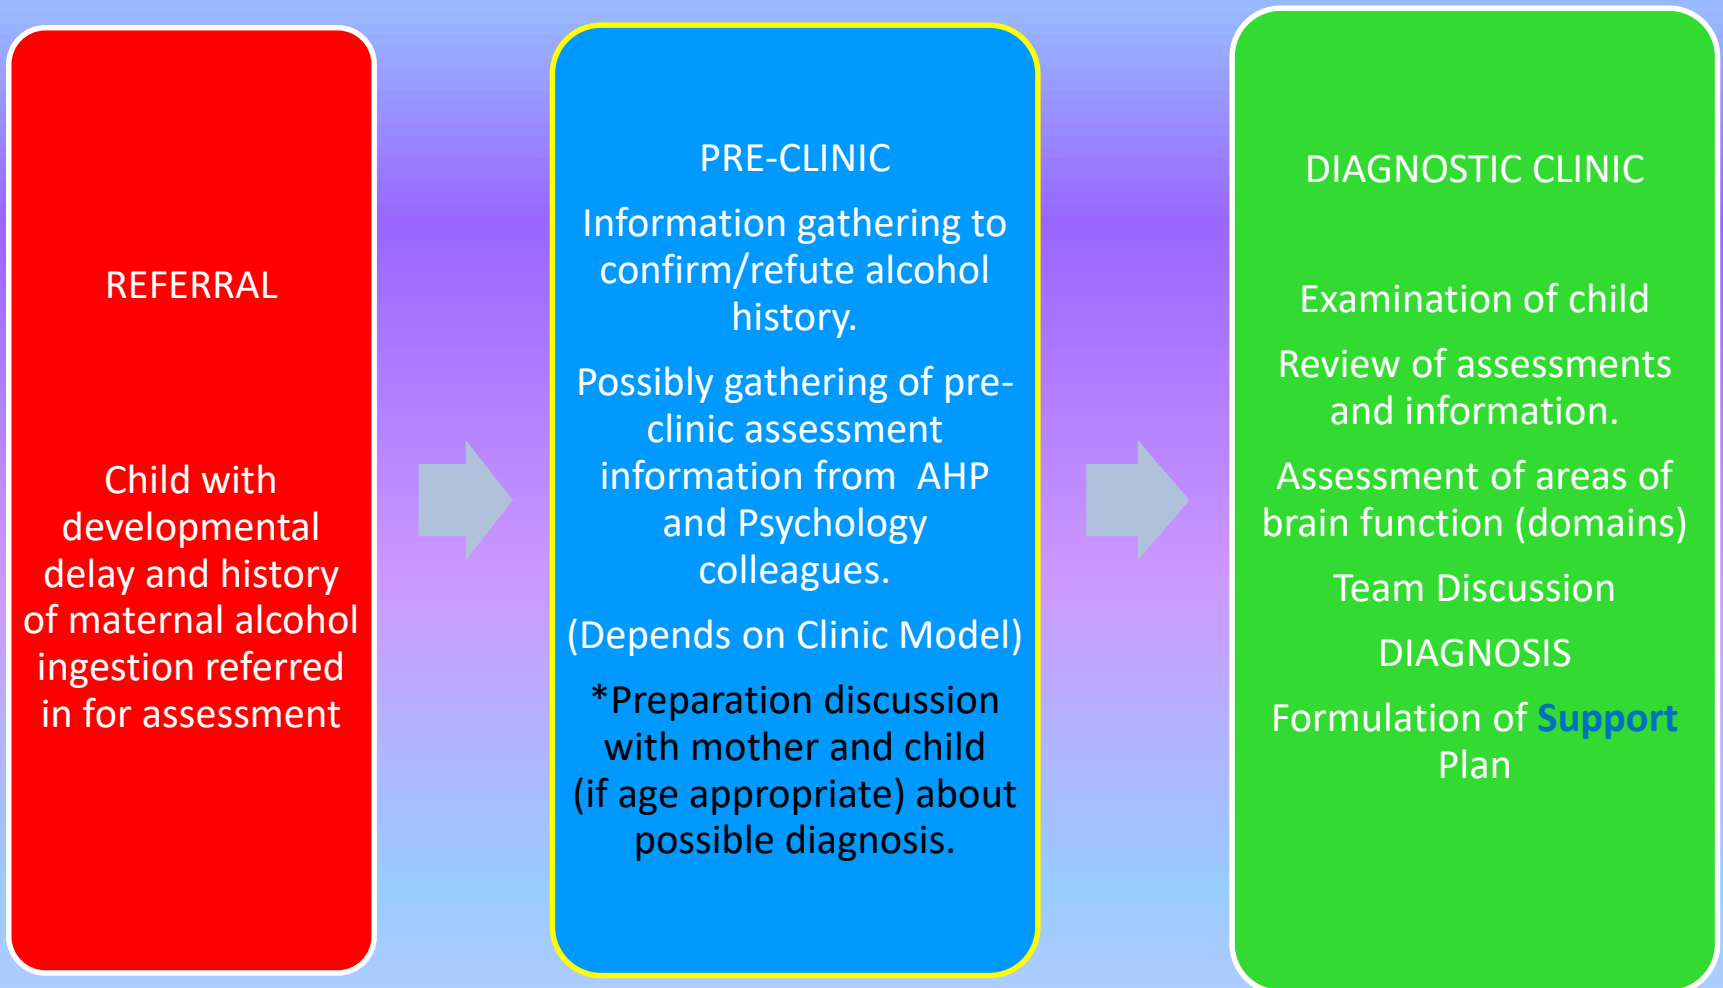 REFERRAL
Child with
developmental
delay and history
of maternal alcohol
ingestion referred
in for assessment
PRE-CLINIC
Information gathering to
confirm/refute alcohol
history.
Possibly gathering of pre-
clinic assessment
information from  AHP
and Psychology
colleagues.
(Depends on Clinic Model)
*Preparation discussion
with mother and child
(if age appropriate) about
possible diagnosis.
DIAGNOSTIC CLINIC
Examination of child
Review of assessments
and information.
Assessment of areas of
brain function (domains)
Team Discussion
DIAGNOSIS
Formulation of Support
Plan